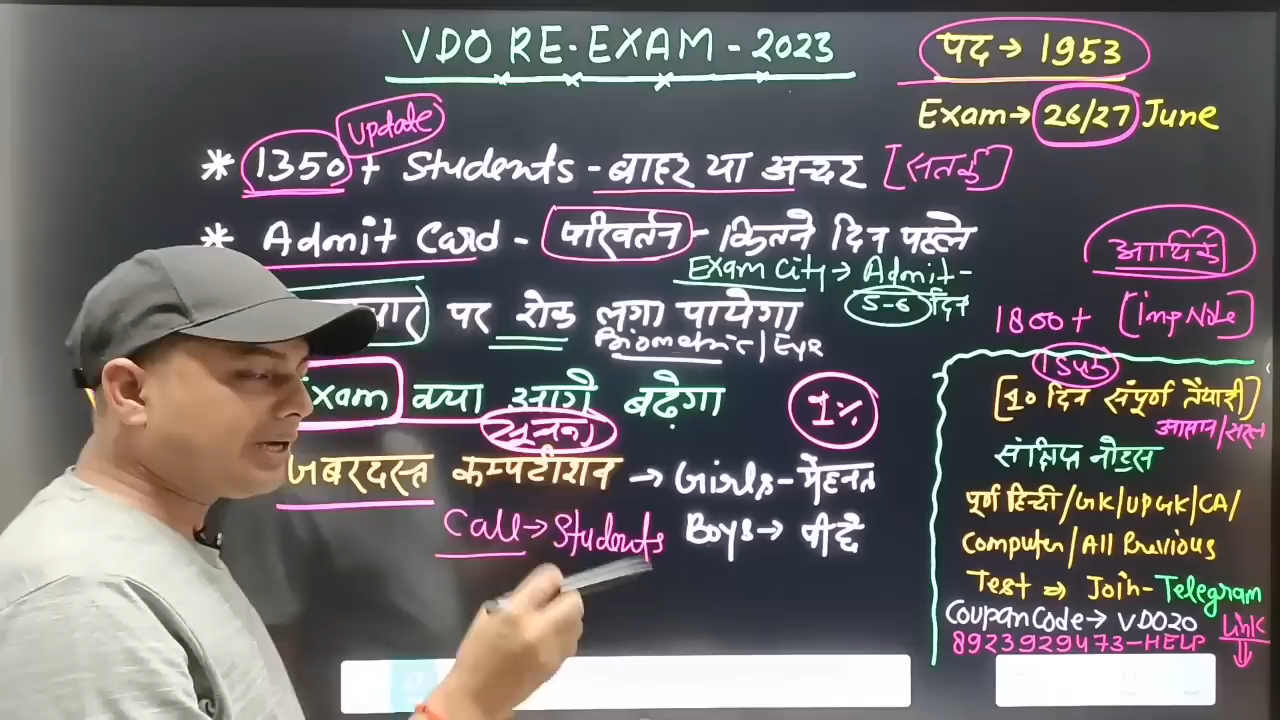 VDO RE-EXAM-2023
पद→ 1953
Exam→ 26/27 June
Update
* 1350+ Students - बाहर या अन्दर [सतर्क]
* Admit Card - परिवर्तन - कितने दिन पहले
Exam City→ Admit-
5-6 दिन
पर रोक लगा पायेगा
Biometric/Eye
Exam क्या आगे बढ़ेगा
1%
सूचना
जबरदस्त कम्पटीशन → Girls-मेहनत
Call→Students Boys→ पीछे
आर्थिक
1800+ [Imp Note]
[10 दिन संपूर्ण तैयारी]
आसान/सरल
संक्षिप्त नोट्स
पूर्ण हिन्दी/GK/UPGK/CA/
Computer/All Previous
Test ⇒ Join-Telegram
Coupan Code→ VDO20 Link
8923929473-HELP ⇓